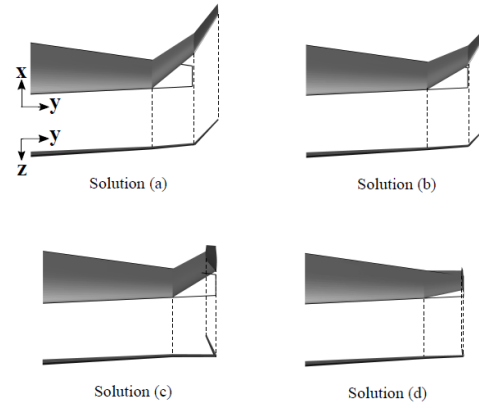 x
y
y
z
Solution (a)
Solution (b)
Solution (c)
Solution (d)